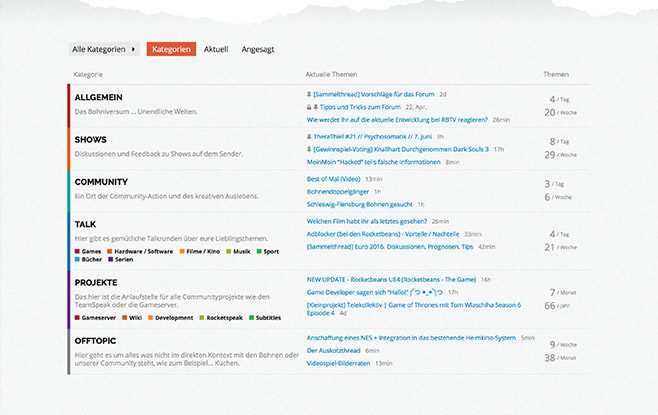 Alle Kategorien Kategorien Aktuell Angesagt
Kategorie Aktuelle Themen Themen
ALLGEMEIN
Das Bohniversum ... Unendliche Weiten.
[Sammelthread] Vorschläge für das Forum 2d
Tipps und Tricks zum Forum 22. Apr.
Wie werdet ihr auf die aktuelle Entwicklung bei RBTV reagieren? 26min
4 / Tag
20 / Woche
SHOWS
Diskussionen und Feedback zu Shows auf dem Sender.
TheraThiel #21 // Psychosomatik // 7. Juni 3h
[Gewinnspiel-Voting] Knallhart Durchgenommen Dark Souls 3 17h
MoinMoin "Hacked" teils falsche Informationen 8min
8 / Tag
29 / Woche
COMMUNITY
Ein Ort der Community-Action und des kreativen Auslebens.
Best of Mai (Video) 13min
Bohnendoppelgänger 1h
Schleswig-Flensburg Bohnen gesucht 1h
3 / Tag
6 / Woche
TALK
Hier gibt es gemütliche Talkrunden über eure Lieblingsthemen.
Games Hardware / Software Filme / Kino Musik Sport
Bücher Serien
Welchen Film habt ihr als letztes gesehen? 26min
Adblocker (bei den Rocketbeans) - Vorteile / Nachteile 33min
[Sammelthread] Euro 2016. Diskussionen, Prognosen, Tips 42min
4 / Tag
21 / Woche
PROJEKTE
Das hier ist die Anlaufstelle für alle Communityprojekte wie den
TeamSpeak oder die Gameserver.
Gameserver Wiki Development Rocketspeak Subtitles
NEW UPDATE - Rocketbeans UE4 (Rocketbeans - The Game) 16h
Game Developer sagen sich "Hallo!" 17h
[Kleinprojekt] Telekollektiv | Game of Thrones mit Tom Wlaschiha Season 6
Episode 4 4d
7 / Monat
66 / Jahr
OFFTOPIC
Hier geht es um alles was nicht im direkten Kontext mit den Bohnen oder
unserer Community steht, wie zum Beispiel... Kuchen.
Anschaffung eines NES + Integration in das bestehende Heimkino-System 5min
Der Auskotzthread 6min
Videospiel-Bilderraten 13min
9 / Woche
38 / Monat